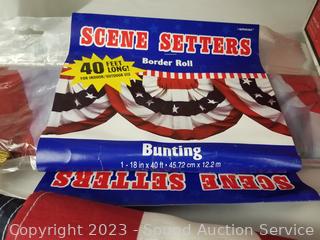 SCENE SETTERS
Border Roll
40 FEET
LONG!
FOR INDOOR/OUTDOOR USE
Bunting
1 - 18 in x 40 ft • 45.72 cm x 12.2 m
SCENE
SETTERS
Copyright 2023 - Sound Auction Service